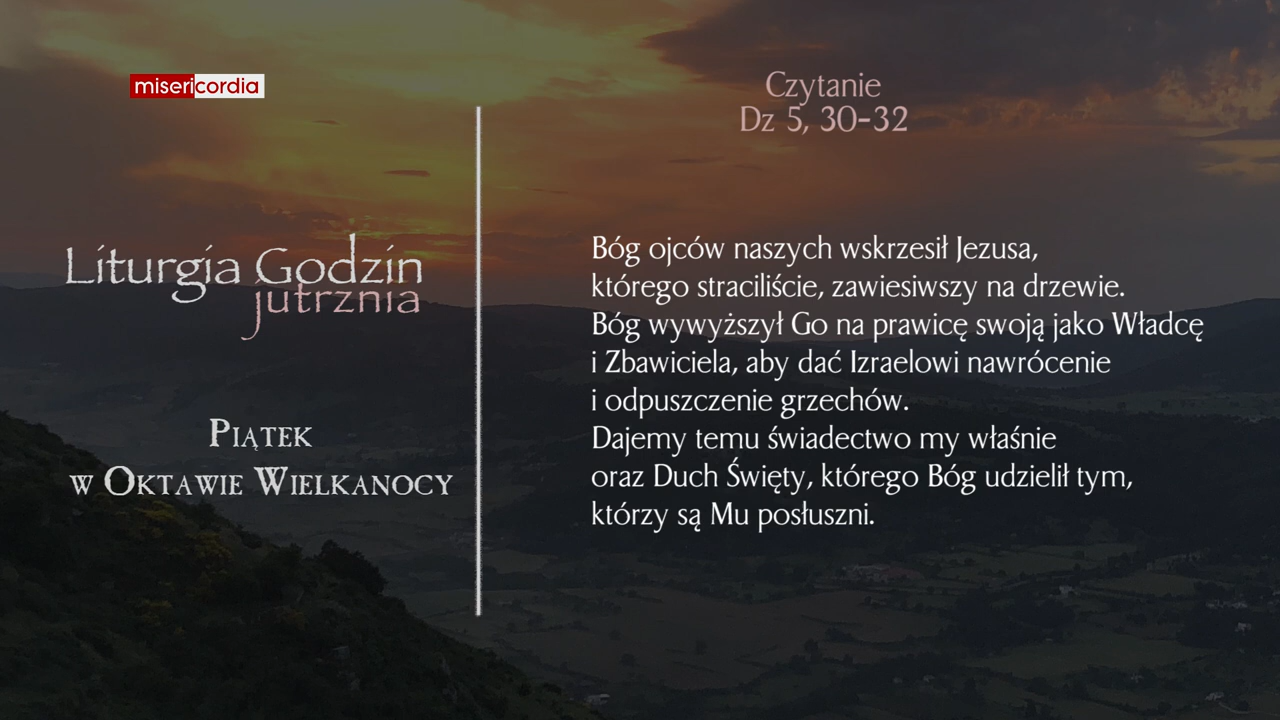 misericordia
Liturgia Godzin
jutrznia
Piątek
w Oktawie Wielkanocy
Czytanie
Dz 5, 30-32
Bóg ojców naszych wskrzesił Jezusa,
którego straciliście, zawiesiwszy na drzewie.
Bóg wywyższył Go na prawicę swoją jako Władcę
i Zbawiciela, aby dać Izraelowi nawrócenie
i odpuszczenie grzechów.
Dajemy temu świadectwo my właśnie
oraz Duch Święty, którego Bóg udzielił tym,
którzy są Mu posłuszni.